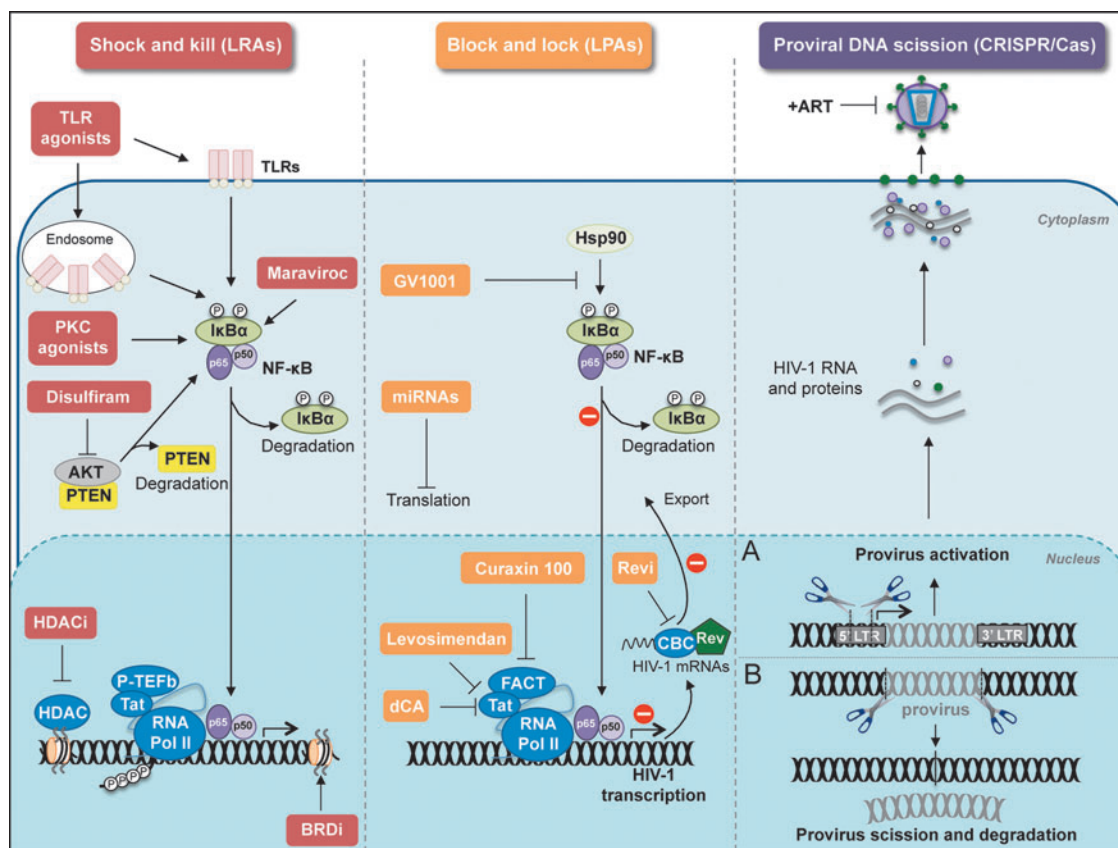 Shock and kill (LRAs)
Block and lock (LPAs)
Proviral DNA scission (CRISPR/Cas)
TLR
agonists
TLRs
Endosome
Maraviroc
P P
IκBα
p65 p50
NF-κB
PKC
agonists
Disulfiram
P P
IκBα
Degradation
AKT
PTEN
PTEN
Degradation
HDACi
HDAC
P-TEFb
Tat
RNA
Pol II
p65 p50
P P P P
BRDi
Hsp90
GV1001
P P
IκBα
p65 p50
NF-κB
miRNAs
P P
IκBα
Degradation
Translation
Export
Curaxin 100
Revi
Levosimendan
CBC Rev
HIV-1 mRNAs
FACT
dCA
Tat
RNA
Pol II
p65 p50
HIV-1
transcription
+ART
Cytoplasm
HIV-1 RNA
and proteins
A
Nucleus
Provirus activation
5' LTR
3' LTR
B
provirus
Provirus scission and degradation